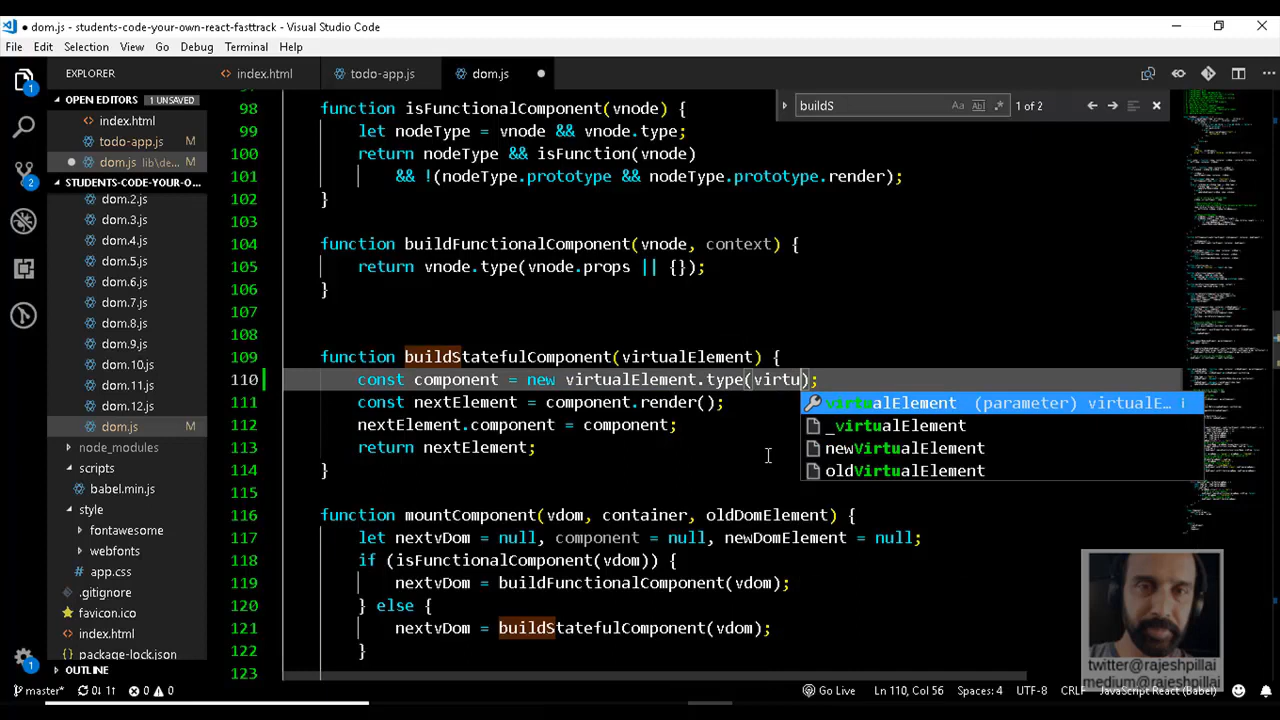 ● dom.js - students-code-your-own-react-fasttrack - Visual Studio Code
File Edit Selection View Go Debug Terminal Help
EXPLORER
OPEN EDITORS 1 UNSAVED
index.html
todo-app.js M
● dom.js lib\de... M
STUDENTS-CODE-YOUR-O...
dom.2.js
dom.3.js
dom.4.js
dom.5.js
dom.6.js
dom.7.js
dom.8.js
dom.9.js
dom.10.js
dom.11.js
dom.12.js
dom.js M
node_modules
scripts
babel.min.js
style
fontawesome
webfonts
app.css
.gitignore
favicon.ico
index.html
package-lock.json
OUTLINE
index.html todo-app.js dom.js ●
buildS Aa Abl .* 1 of 2
98 function isFunctionalComponent(vnode) {
99 let nodeType = vnode && vnode.type;
100 return nodeType && isFunction(vnode)
101 && !(nodeType.prototype && nodeType.prototype.render);
102 }
103
104 function buildFunctionalComponent(vnode, context) {
105 return vnode.type(vnode.props || {});
106 }
107
108
109 function buildStatefulComponent(virtualElement) {
110 const component = new virtualElement.type(virtu);
111 const nextElement = component.render();
112 nextElement.component = component;
113 return nextElement;
114 }
115
116 function mountComponent(vdom, container, oldDomElement) {
117 let nextvDom = null, component = null, newDomElement = null;
118 if (isFunctionalComponent(vdom)) {
119 nextvDom = buildFunctionalComponent(vdom);
120 } else {
121 nextvDom = buildStatefulComponent(vdom);
122 }
123
virtualElement (parameter) virtualE... i
_virtualElement
newVirtualElement
oldVirtualElement
twitter@rajeshpillai
medium@rajeshpillai
1
2
1
master* 0↓ 1↑ 0 0
Go Live Ln 110, Col 56 Spaces: 4 UTF-8 CRLF JavaScript React (Babel)